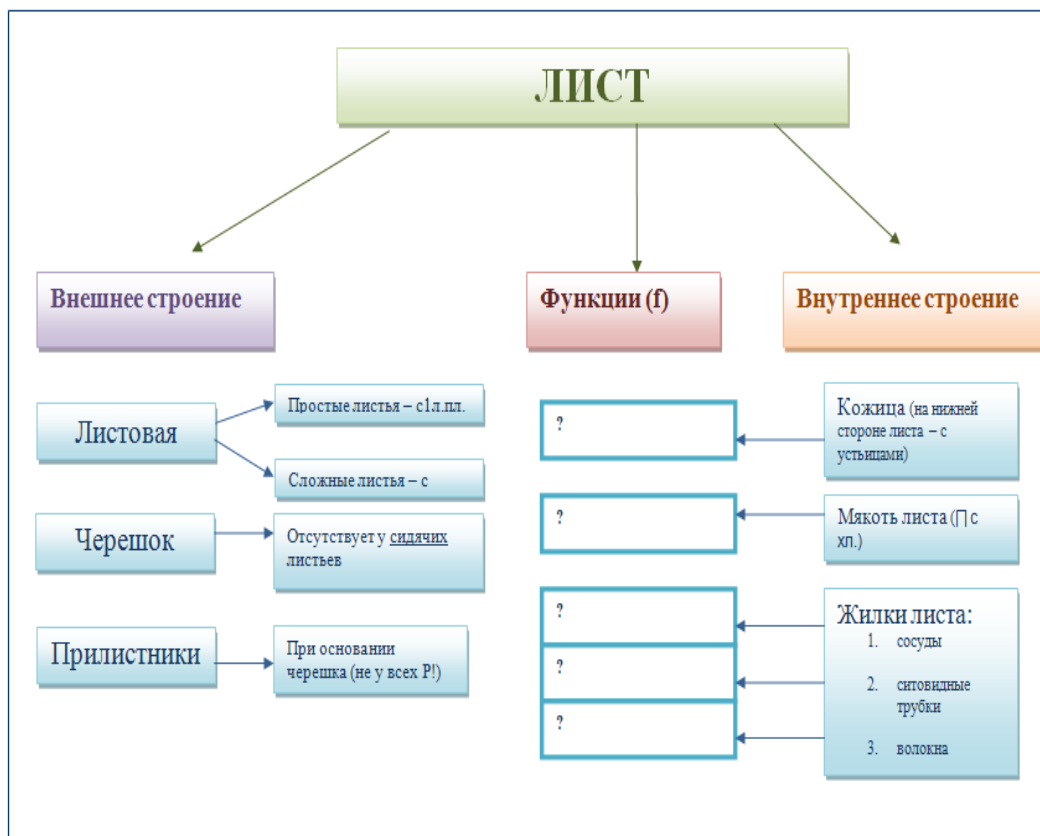 ЛИСТ
Внешнее строение
Функции (f)
Внутреннее строение
Листовая
Простые листья – с1л.пл.
Сложные листья – с
Черешок
Отсутствует у сидячих
листьев
Прилистники
При основании
черешка (не у всех Р!)
?
?
?
?
?
Кожица (на нижней
стороне листа – с
устьицами)
Мякоть листа (∏ с
хл.)
Жилки листа:
1. сосуды
2. ситовидные
трубки
3. волокна